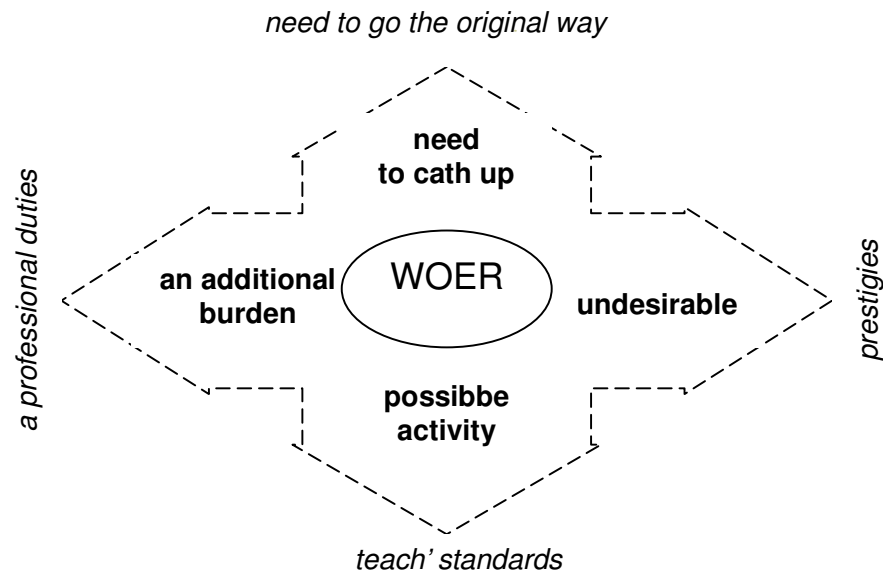 need to go the original way
need
to cath up
a professional duties
an additional
burden
WOER
undesirable
prestigies
possibbe
activity
teach' standards